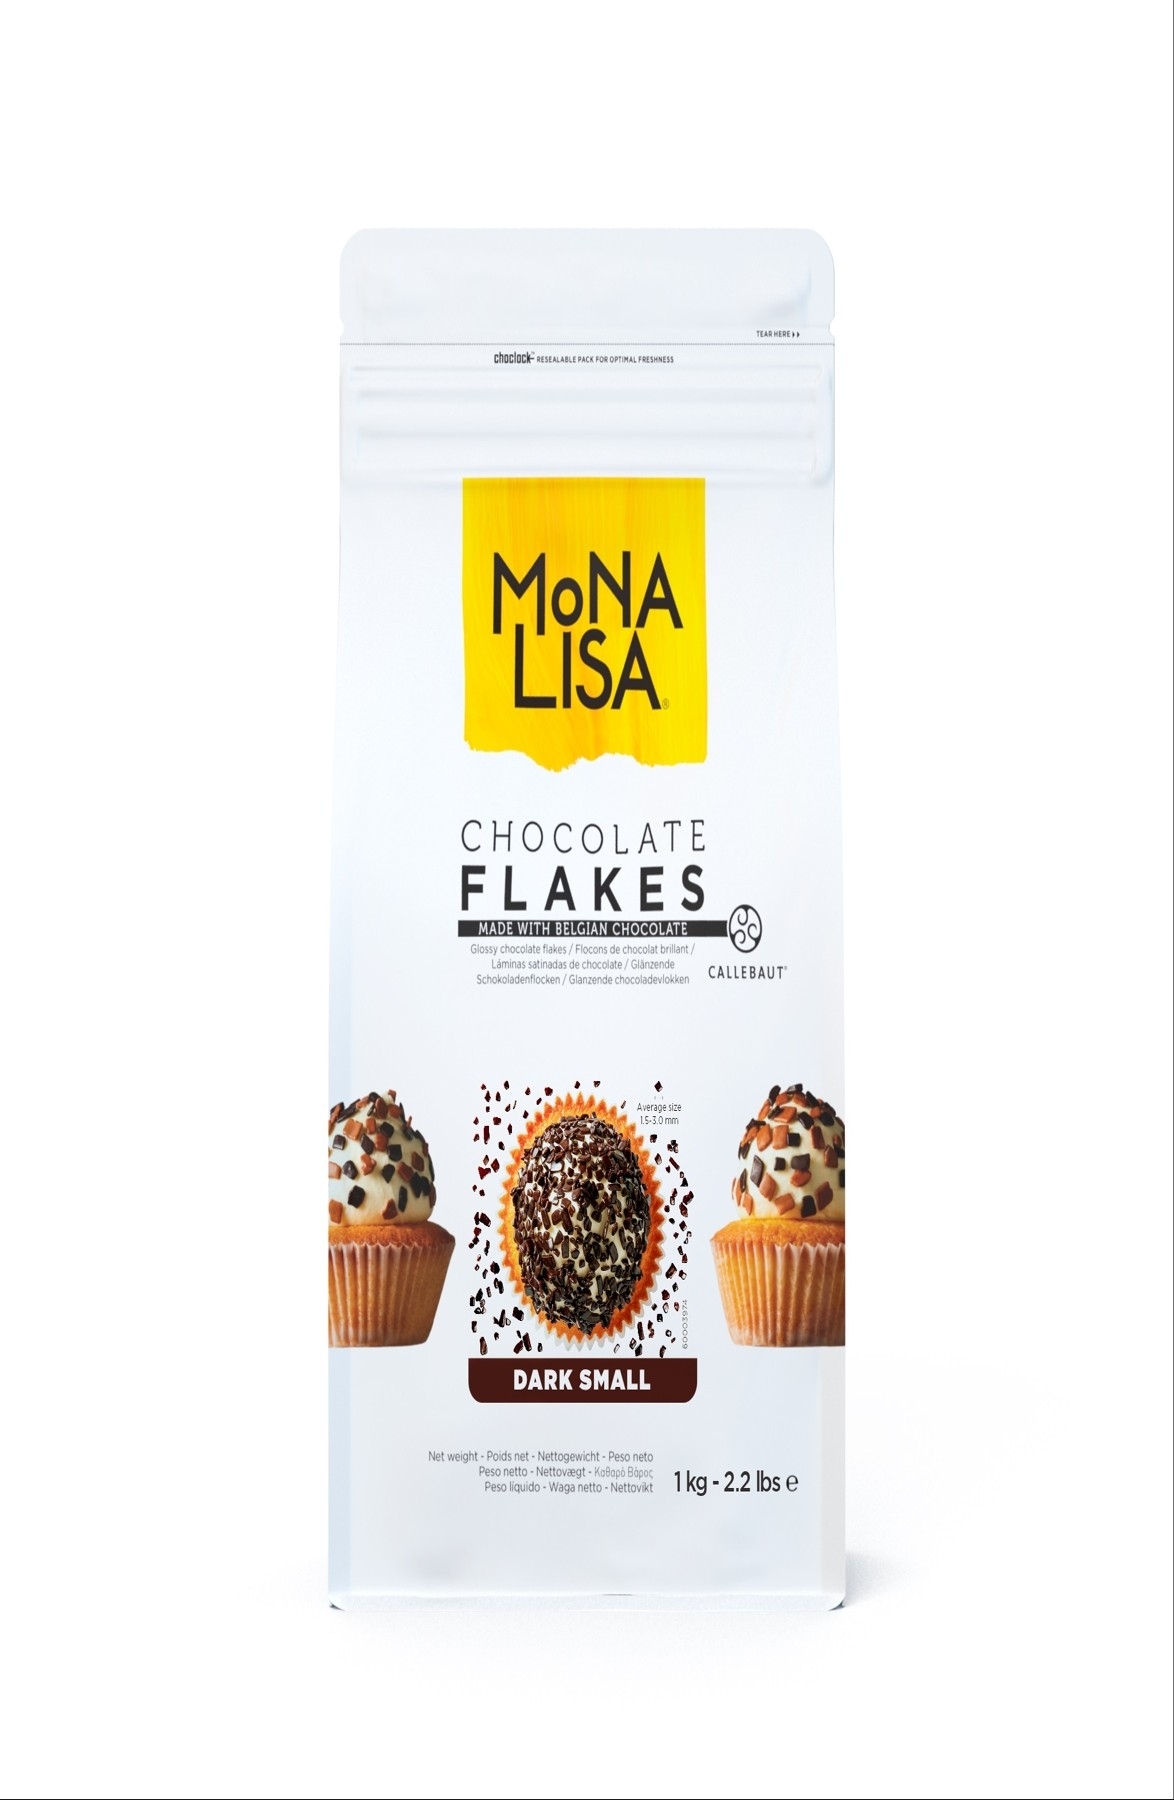 TEAR HERE
choclock™ RESEALABLE PACK FOR OPTIMAL FRESHNESS
MoNA
LISA®
CHOCOLATE
FLAKES
MADE WITH BELGIAN CHOCOLATE
Glossy chocolate flakes / Flocons de chocolat brillant /
Láminas satinadas de chocolate / Glänzende
Schokoladenflocken / Glanzende chocoladevlokken
CALLEBAUT®
Average size
1.5-3.0 mm
60003974
DARK SMALL
Net weight - Poids net - Nettogewicht - Peso neto
Peso netto - Nettovægt - Καθαρό Βάρος
Peso líquido - Waga netto - Nettovikt
1 kg - 2.2 lbs e